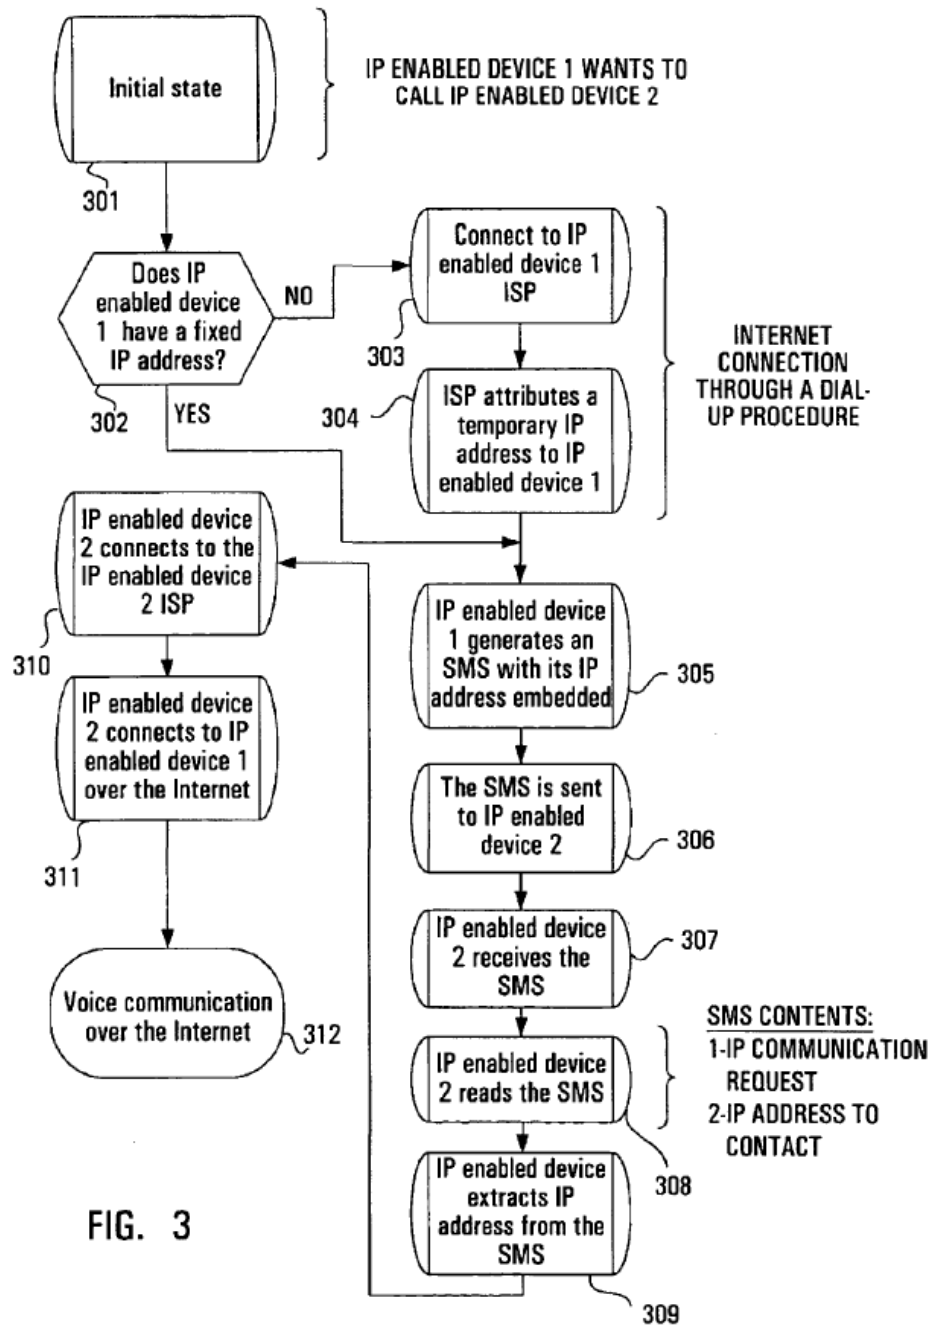 Initial state
IP ENABLED DEVICE 1 WANTS TO
CALL IP ENABLED DEVICE 2
301
Does IP
enabled device
1 have a fixed
IP address?
302
NO
YES
Connect to IP
enabled device 1
ISP
303
304
ISP attributes a
temporary IP
address to IP
enabled device 1
INTERNET
CONNECTION
THROUGH A DIAL-
UP PROCEDURE
IP enabled device
1 generates an
SMS with its IP
address embedded
305
The SMS is sent
to IP enabled
device 2
306
IP enabled device
2 receives the
SMS
307
IP enabled device
2 reads the SMS
308
SMS CONTENTS:
1-IP COMMUNICATION
REQUEST
2-IP ADDRESS TO
CONTACT
IP enabled device
extracts IP
address from the
SMS
309
IP enabled device
2 connects to the
IP enabled device
2 ISP
310
IP enabled device
2 connects to IP
enabled device 1
over the Internet
311
Voice communication
over the Internet
312
FIG. 3